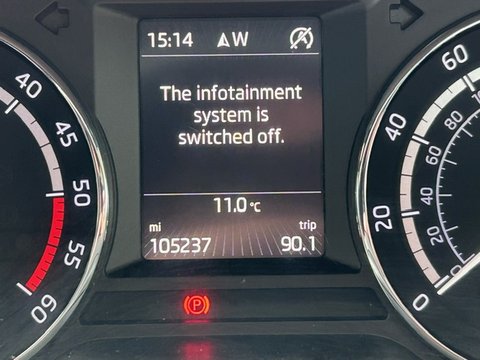 15:14 W
The infotainment
system is
switched off.
11.0 °C
mi trip
105237 90.1
40
45
50
55
60
P
60
40
20
0
80
60
40
20
0